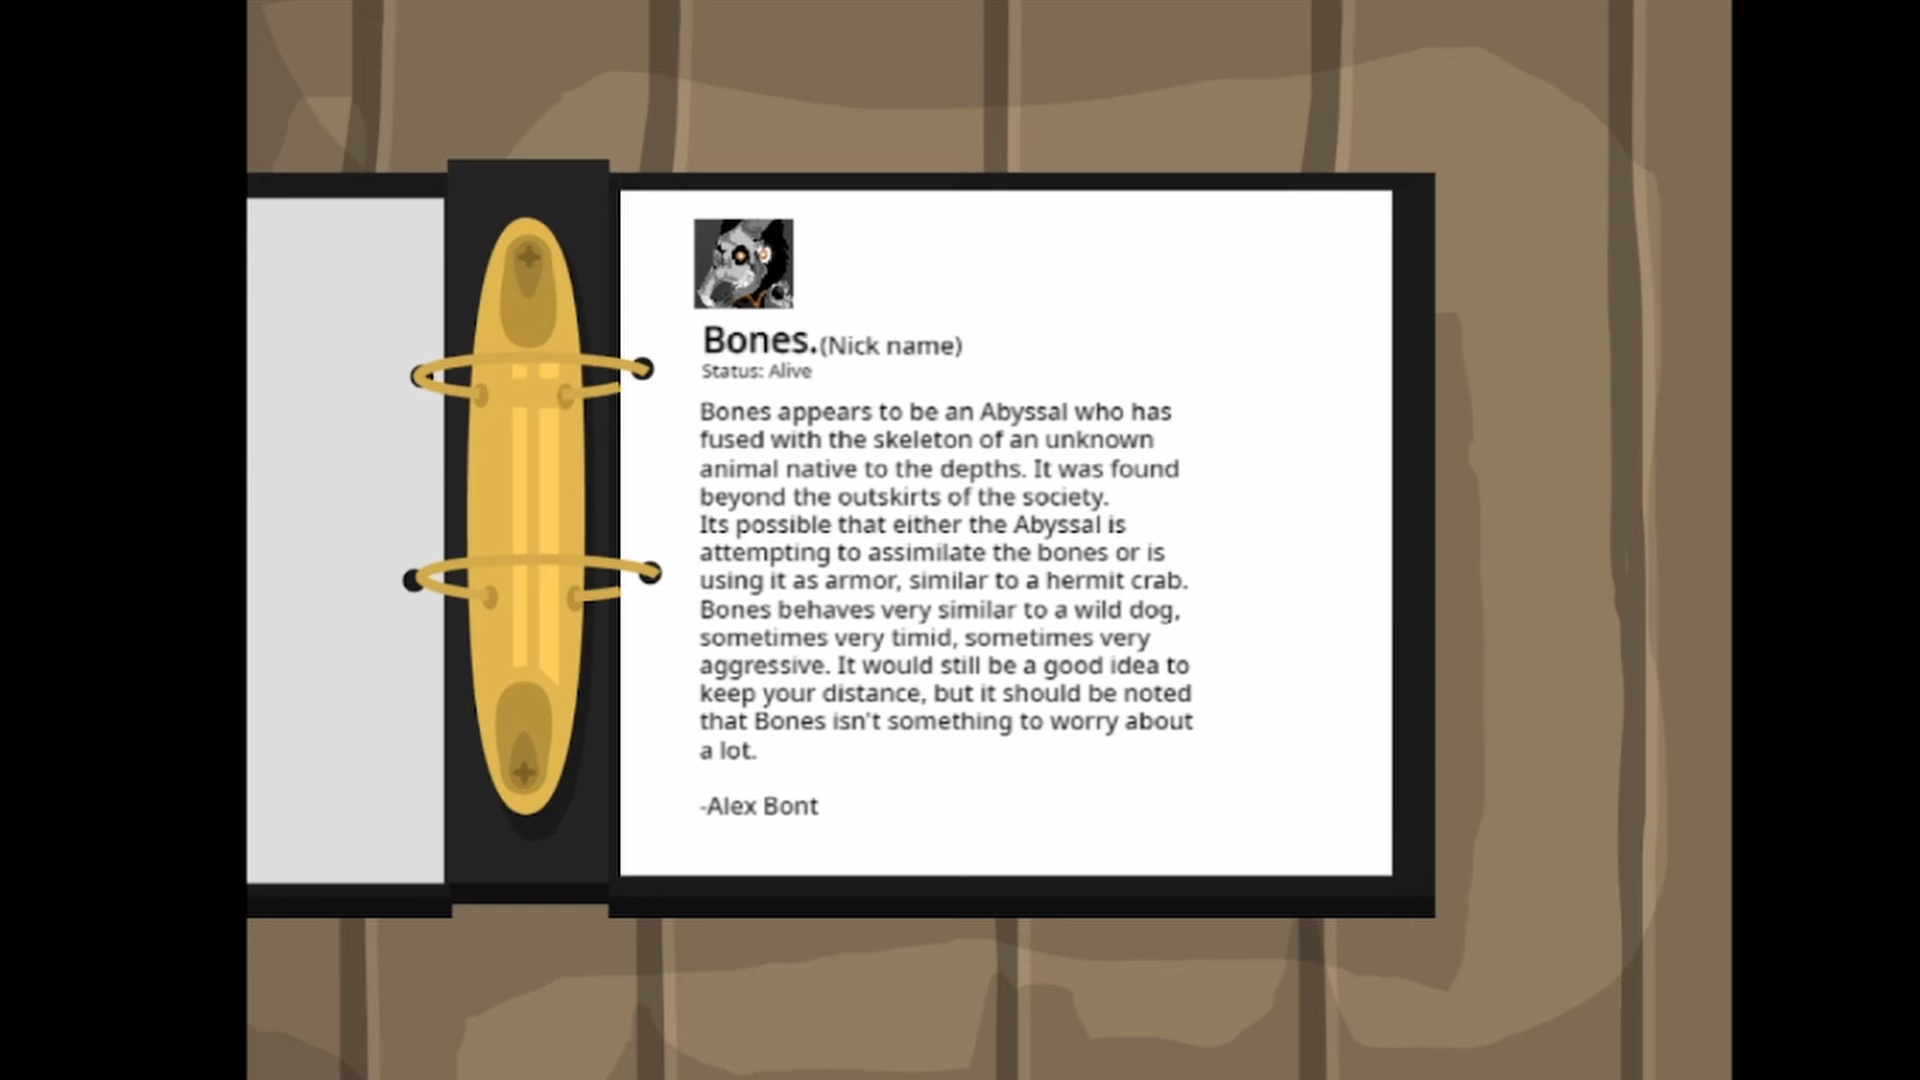 Bones.(Nick name)
Status: Alive
Bones appears to be an Abyssal who has
fused with the skeleton of an unknown
animal native to the depths. It was found
beyond the outskirts of the society.
Its possible that either the Abyssal is
attempting to assimilate the bones or is
using it as armor, similar to a hermit crab.
Bones behaves very similar to a wild dog,
sometimes very timid, sometimes very
aggressive. It would still be a good idea to
keep your distance, but it should be noted
that Bones isn't something to worry about
a lot.
-Alex Bont